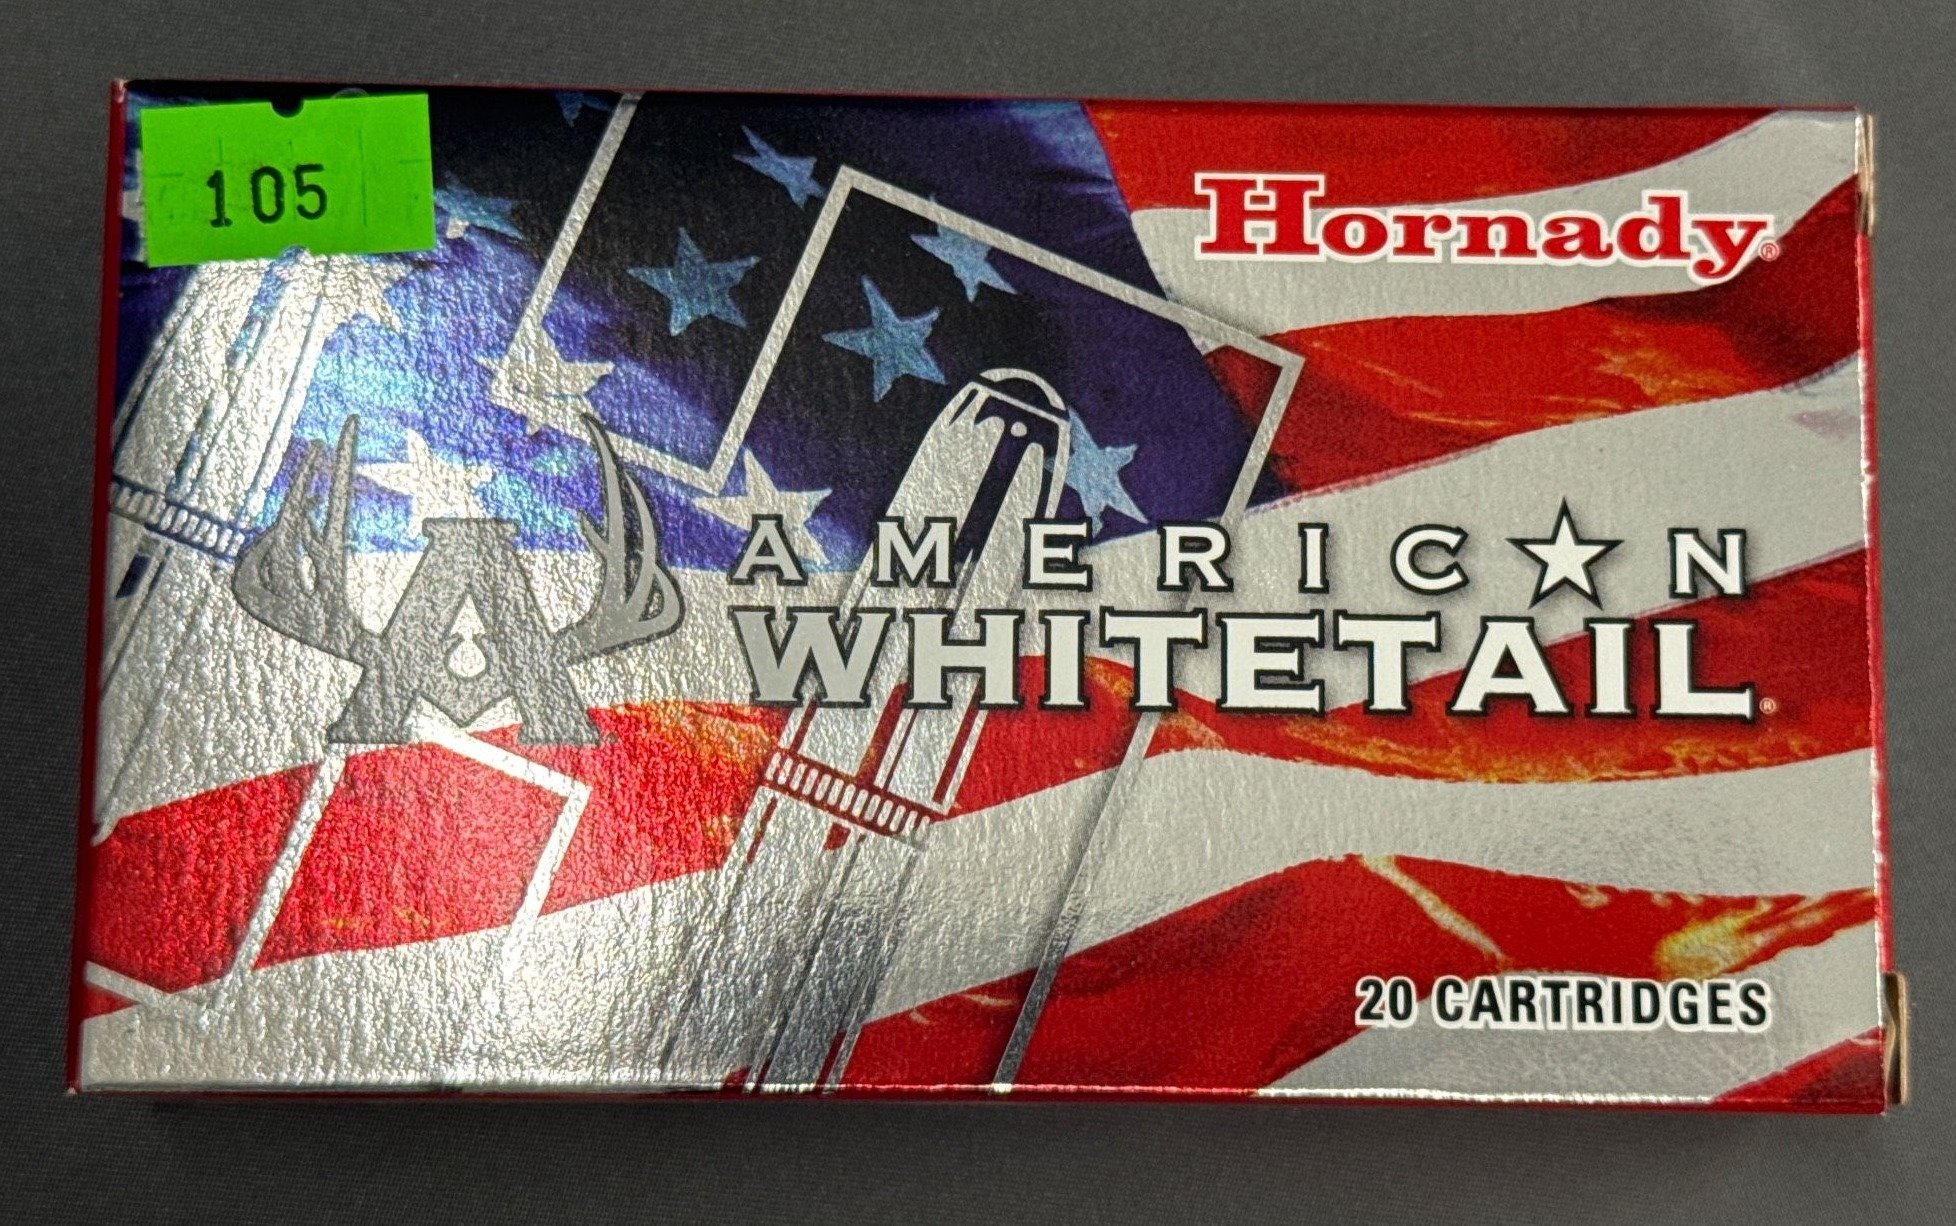 105
Hornady®
AMERICAN
WHITETAIL®
20 CARTRIDGES